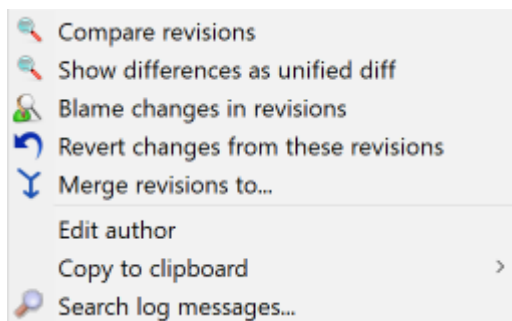 Compare revisions
Show differences as unified diff
Blame changes in revisions
Revert changes from these revisions
Merge revisions to...
Edit author
Copy to clipboard
Search log messages...